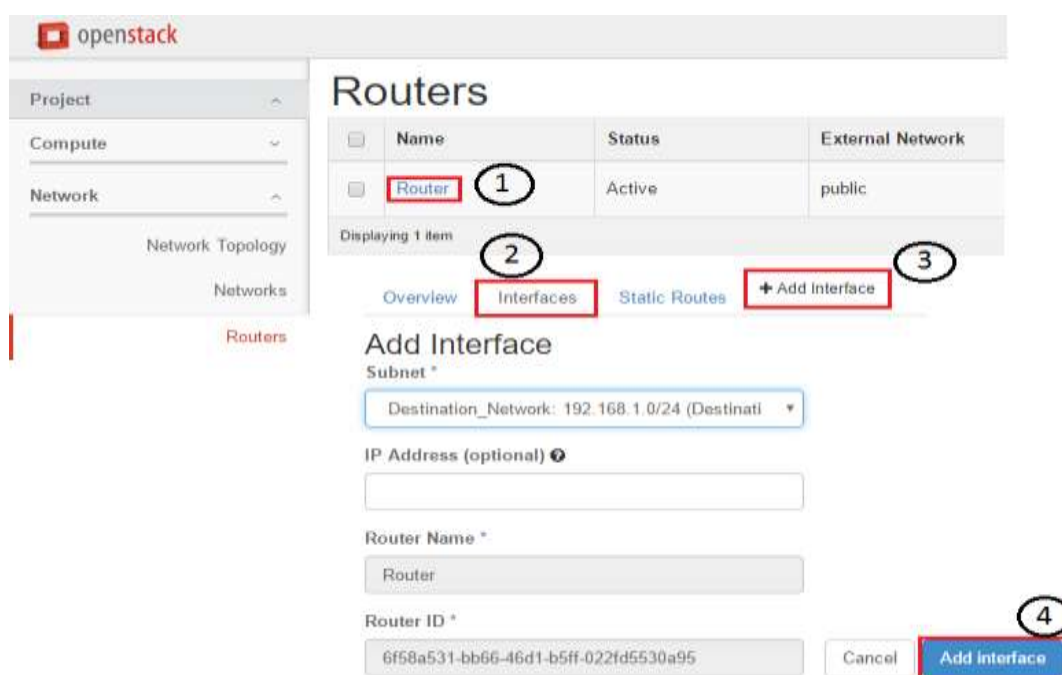 openstack
Project
Compute
Network
Network Topology
Networks
Routers
Routers
Name Status External Network
Router 1 Active public
Displaying 1 item
2
3
Overview Interfaces Static Routes + Add Interface
Add Interface
Subnet *
Destination_Network: 192.168.1.0/24 (Destinati
IP Address (optional)
Router Name *
Router
Router ID *
4
6f58a531-bb66-46d1-b5ff-022fd5530a95 Cancel Add interface